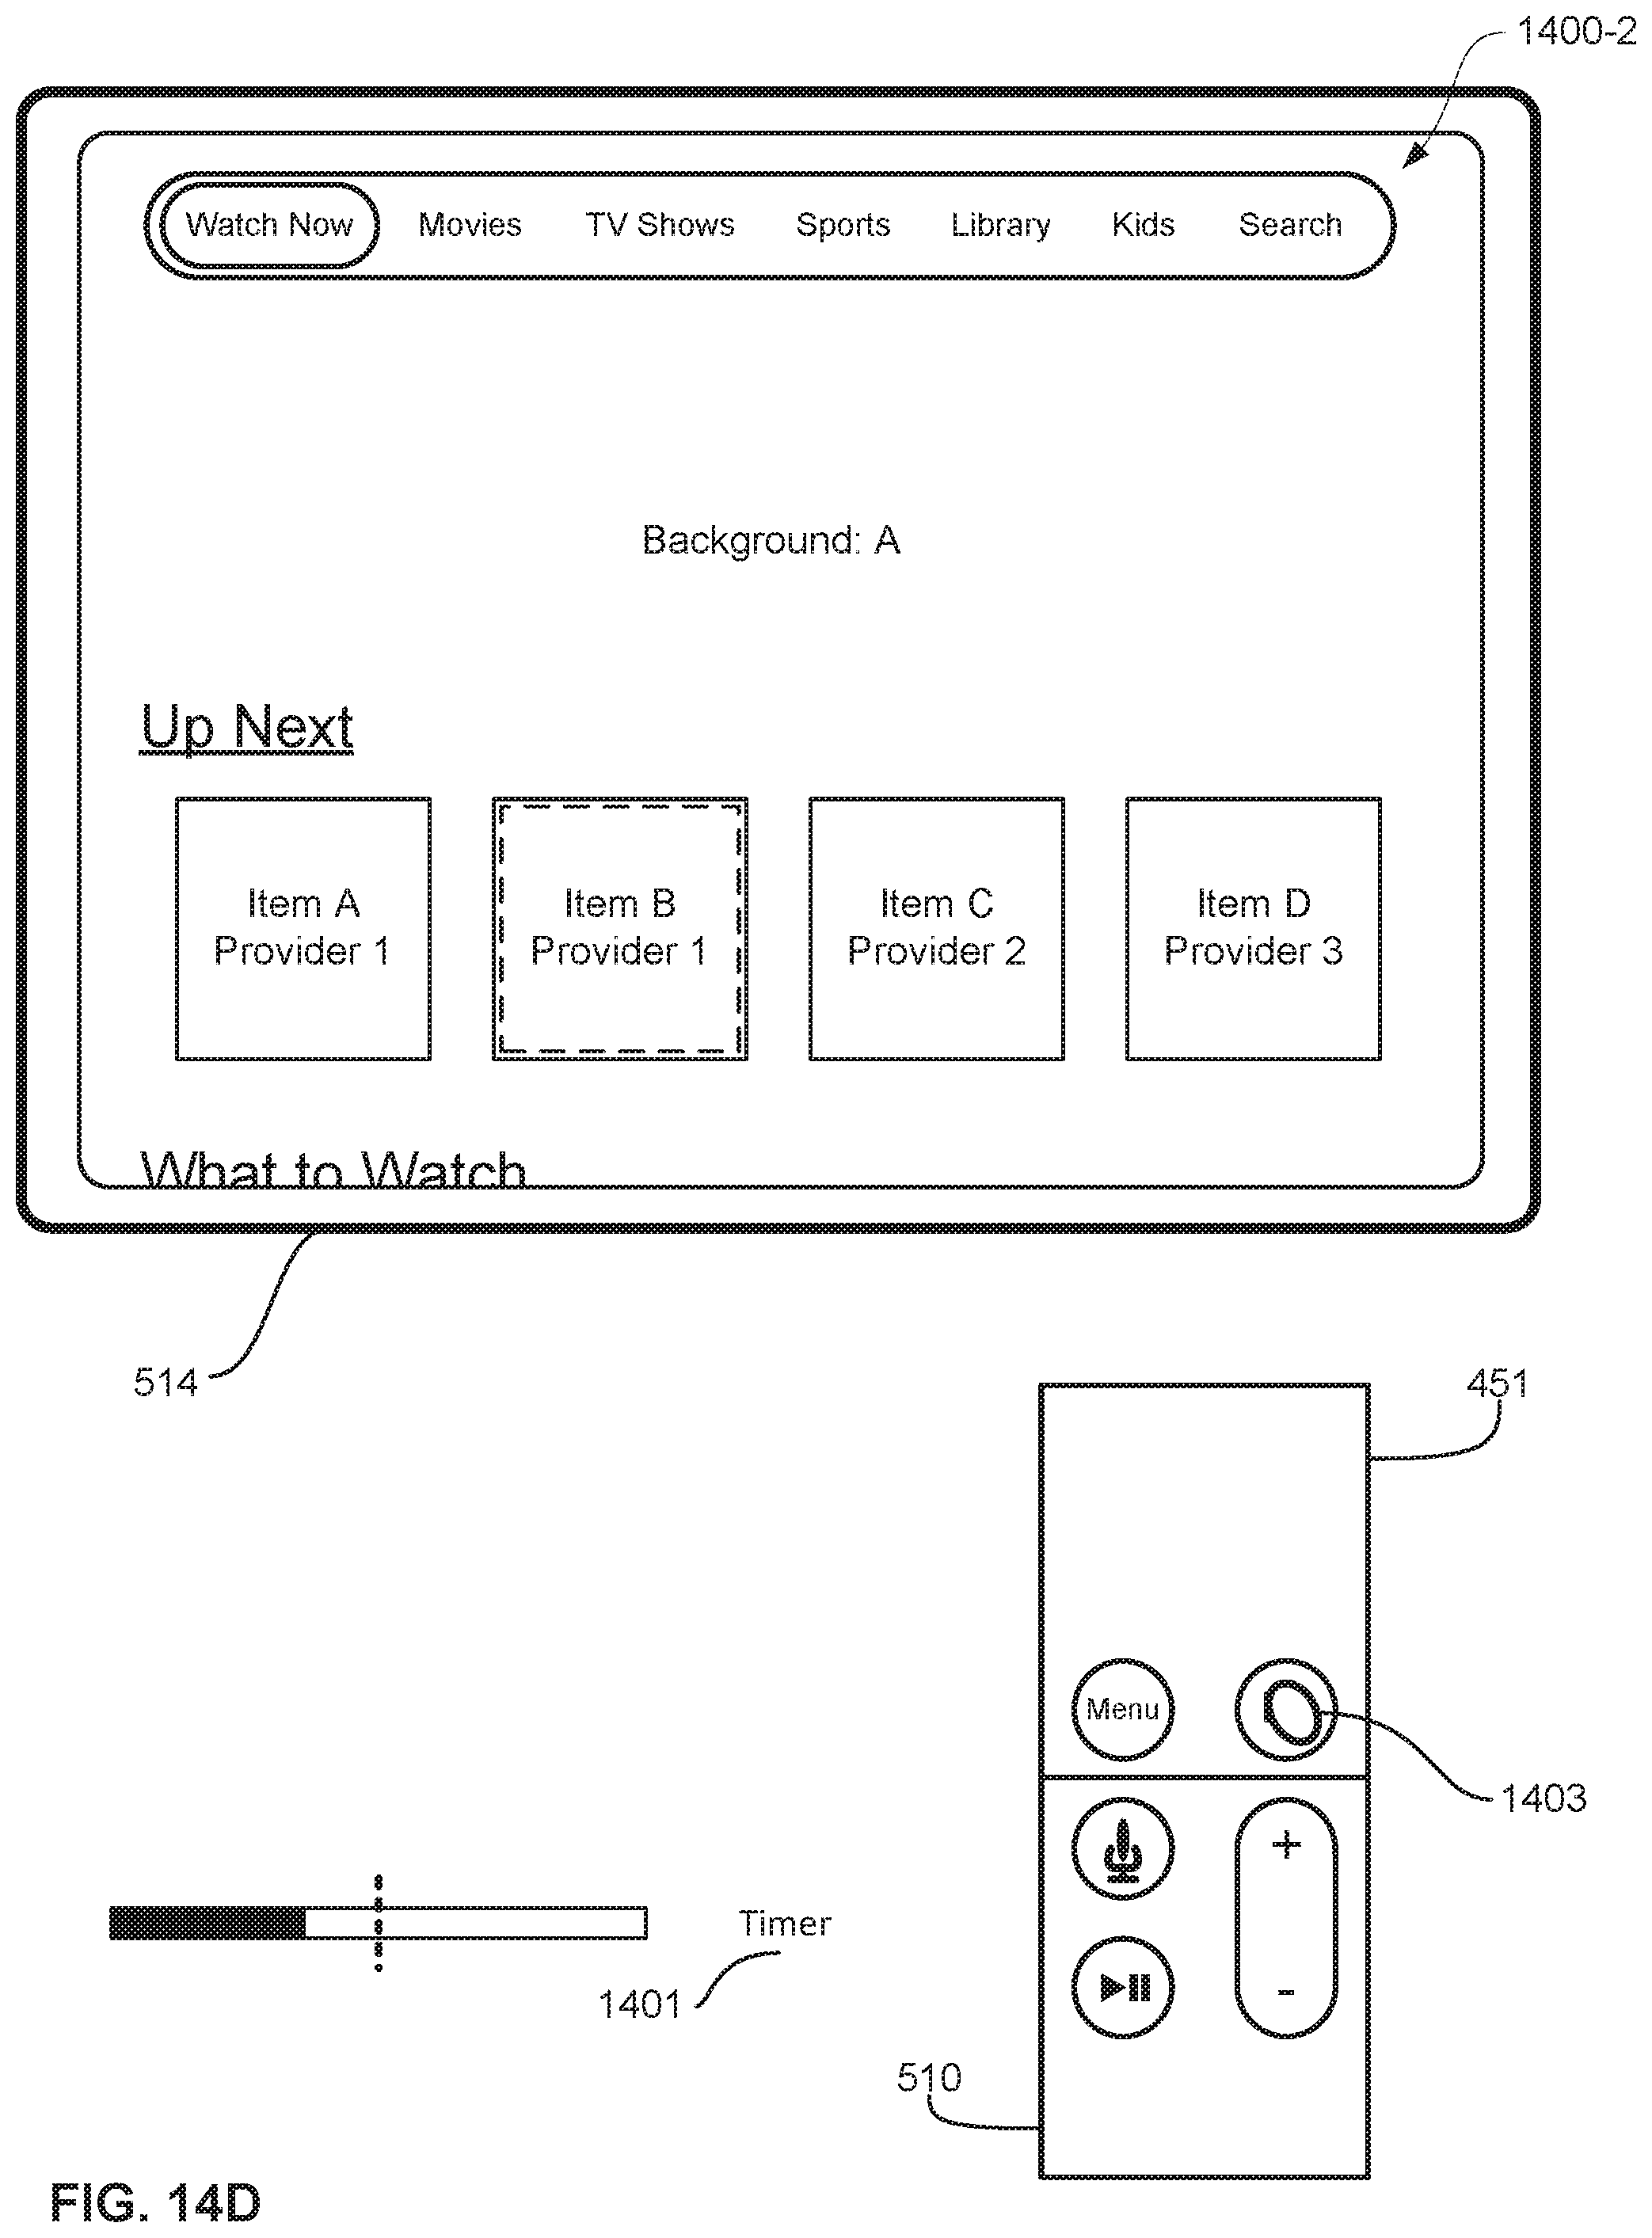 1400-2
Watch Now Movies TV Shows Sports Library Kids Search
Background: A
Up Next
Item A
Provider 1
Item B
Provider 1
Item C
Provider 2
Item D
Provider 3
What to Watch
514
451
Menu
1403
+
-
Timer
1401
510
FIG. 14D